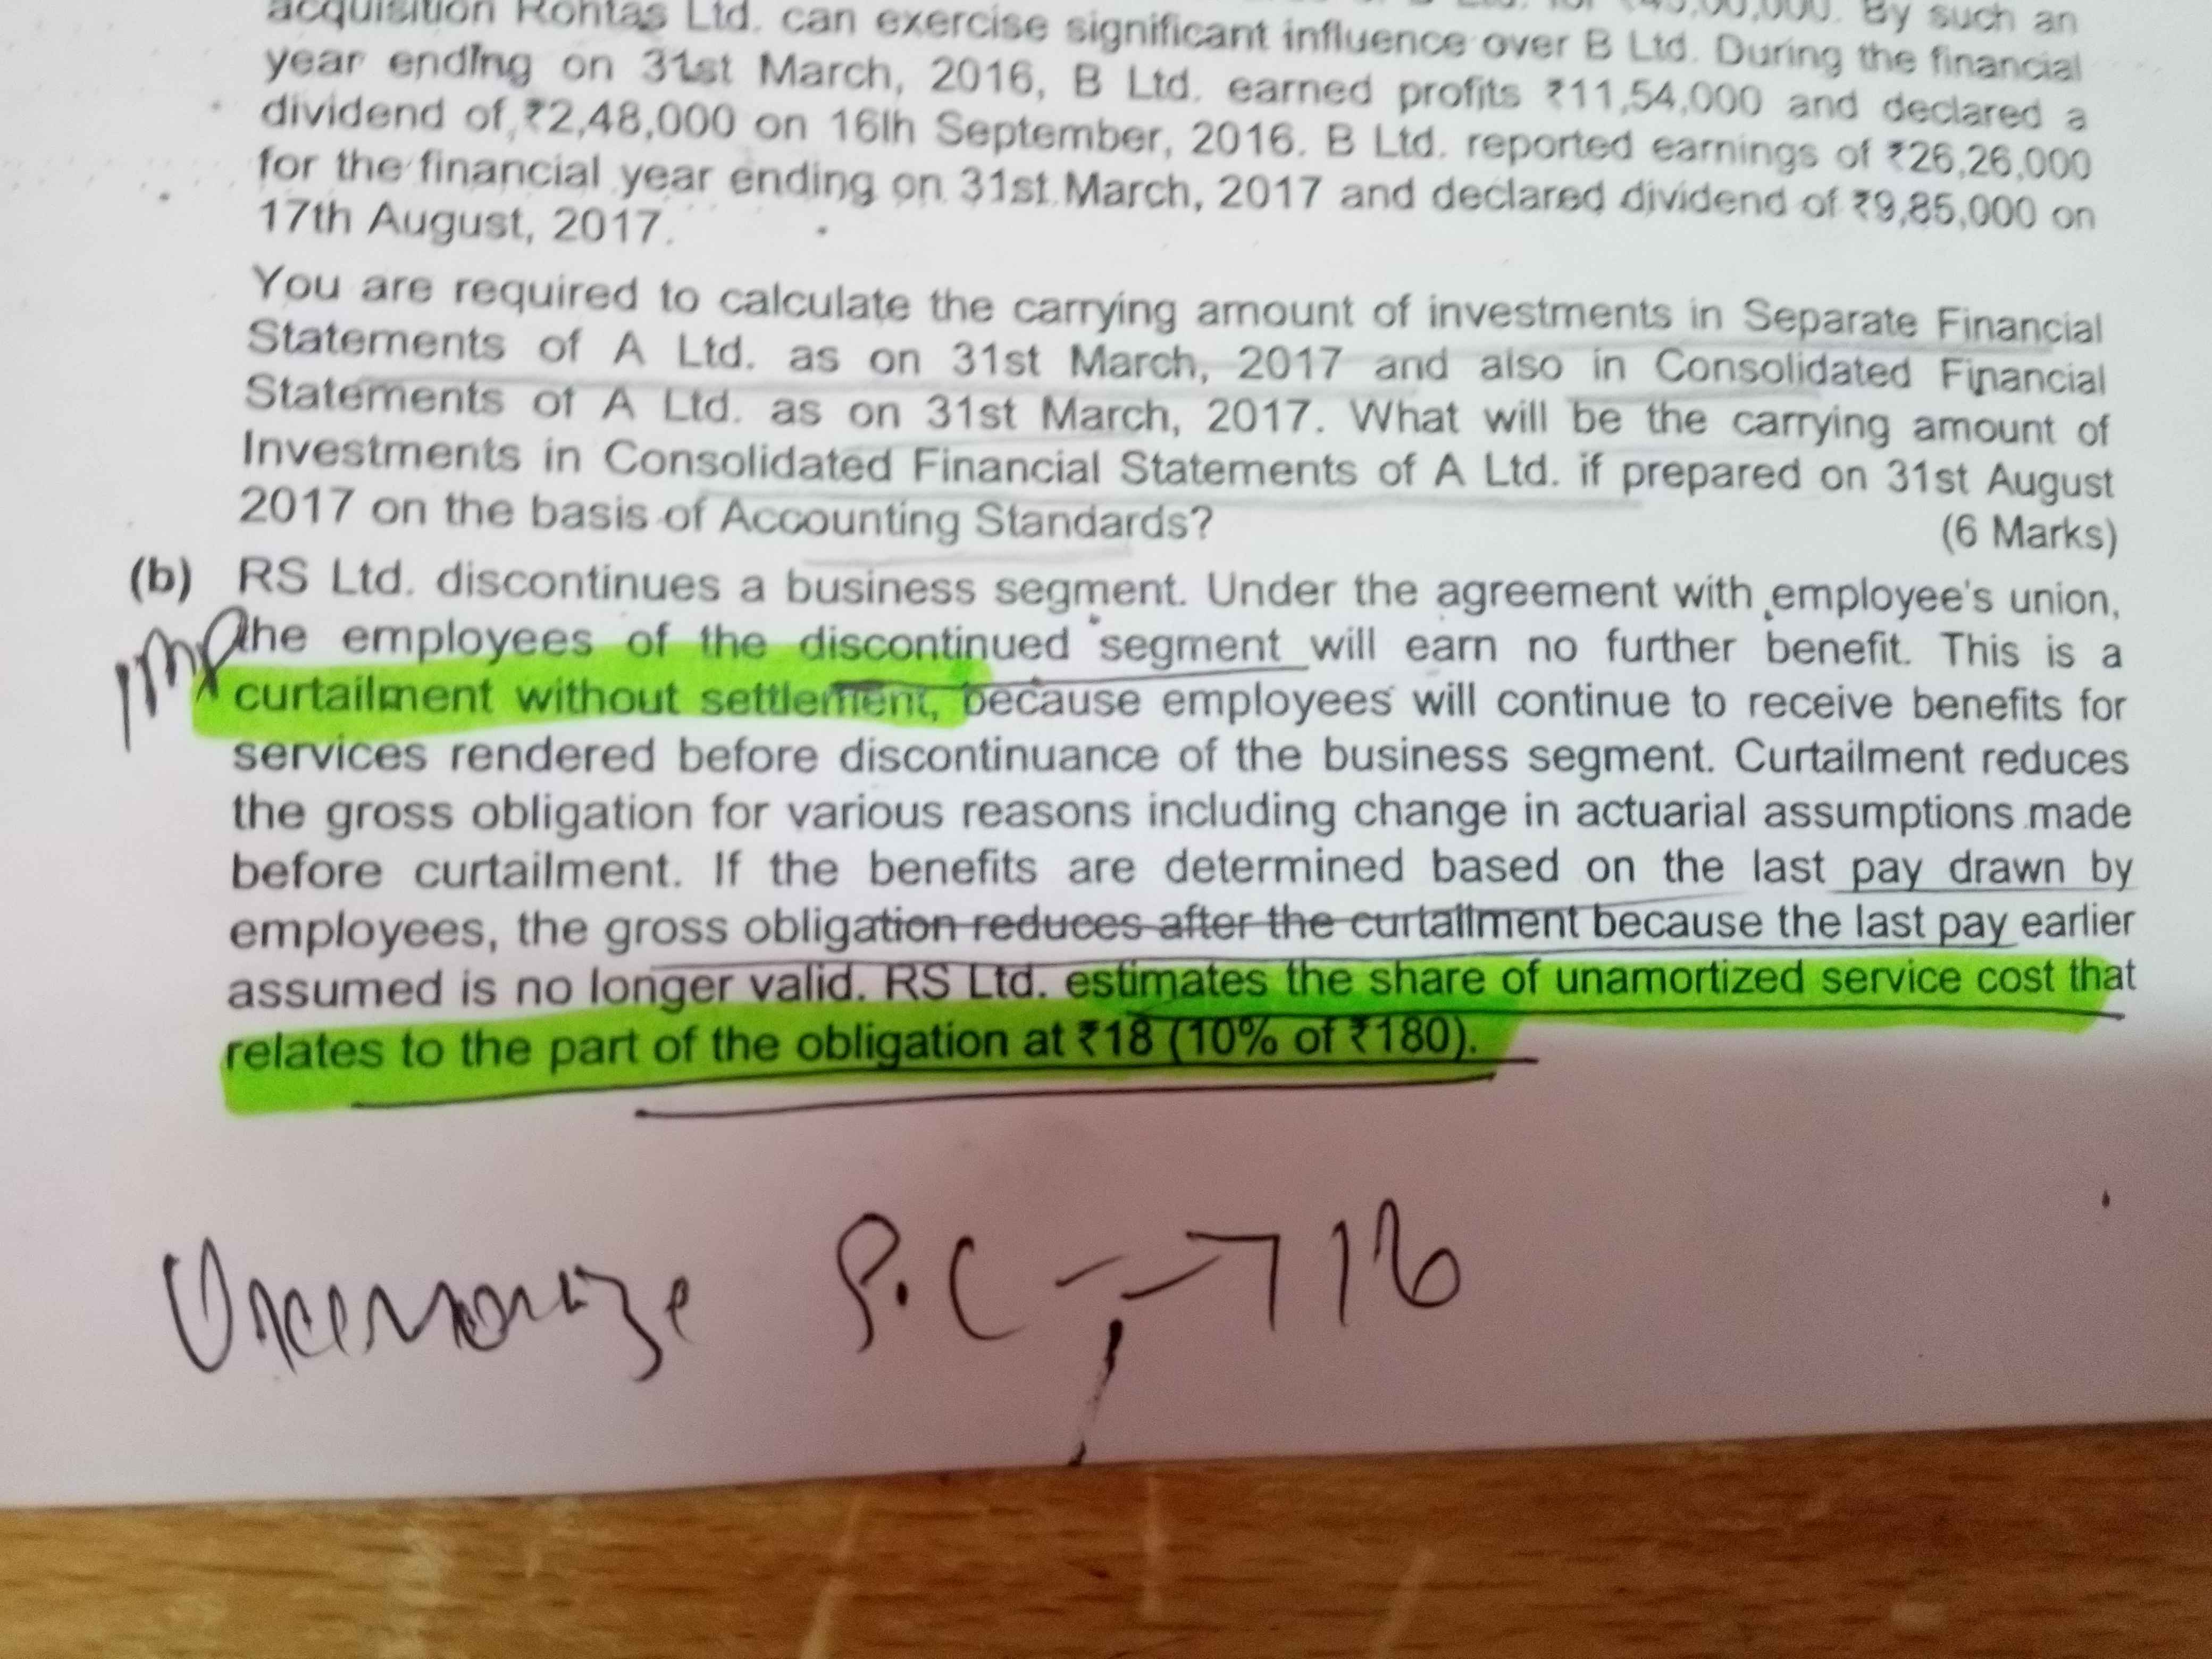 acquisition Rohtas Ltd. can exercise significant influence over B Ltd. During the financial
By such an
year ending on 31st March, 2016, B Ltd. earned profits ₹11,54,000 and declared a
dividend of ₹2,48,000 on 16th September, 2016. B Ltd. reported earnings of ₹26,26,000
for the financial year ending on 31st March, 2017 and declared dividend of ₹9,85,000 on
17th August, 2017.
You are required to calculate the carrying amount of investments in Separate Financial
Statements of A Ltd. as on 31st March, 2017 and also in Consolidated Financial
Statements of A Ltd. as on 31st March, 2017. What will be the carrying amount of
Investments in Consolidated Financial Statements of A Ltd. if prepared on 31st August
2017 on the basis of Accounting Standards?
(6 Marks)
(b) RS Ltd. discontinues a business segment. Under the agreement with employee's union,
Imp the employees of the discontinued segment will earn no further benefit. This is a
curtailment without settlement, because employees will continue to receive benefits for
services rendered before discontinuance of the business segment. Curtailment reduces
the gross obligation for various reasons including change in actuarial assumptions made
before curtailment. If the benefits are determined based on the last pay drawn by
employees, the gross obligation reduces after the curtailment because the last pay earlier
assumed is no longer valid. RS Ltd. estimates the share of unamortized service cost that
relates to the part of the obligation at ₹18 (10% of ₹180).